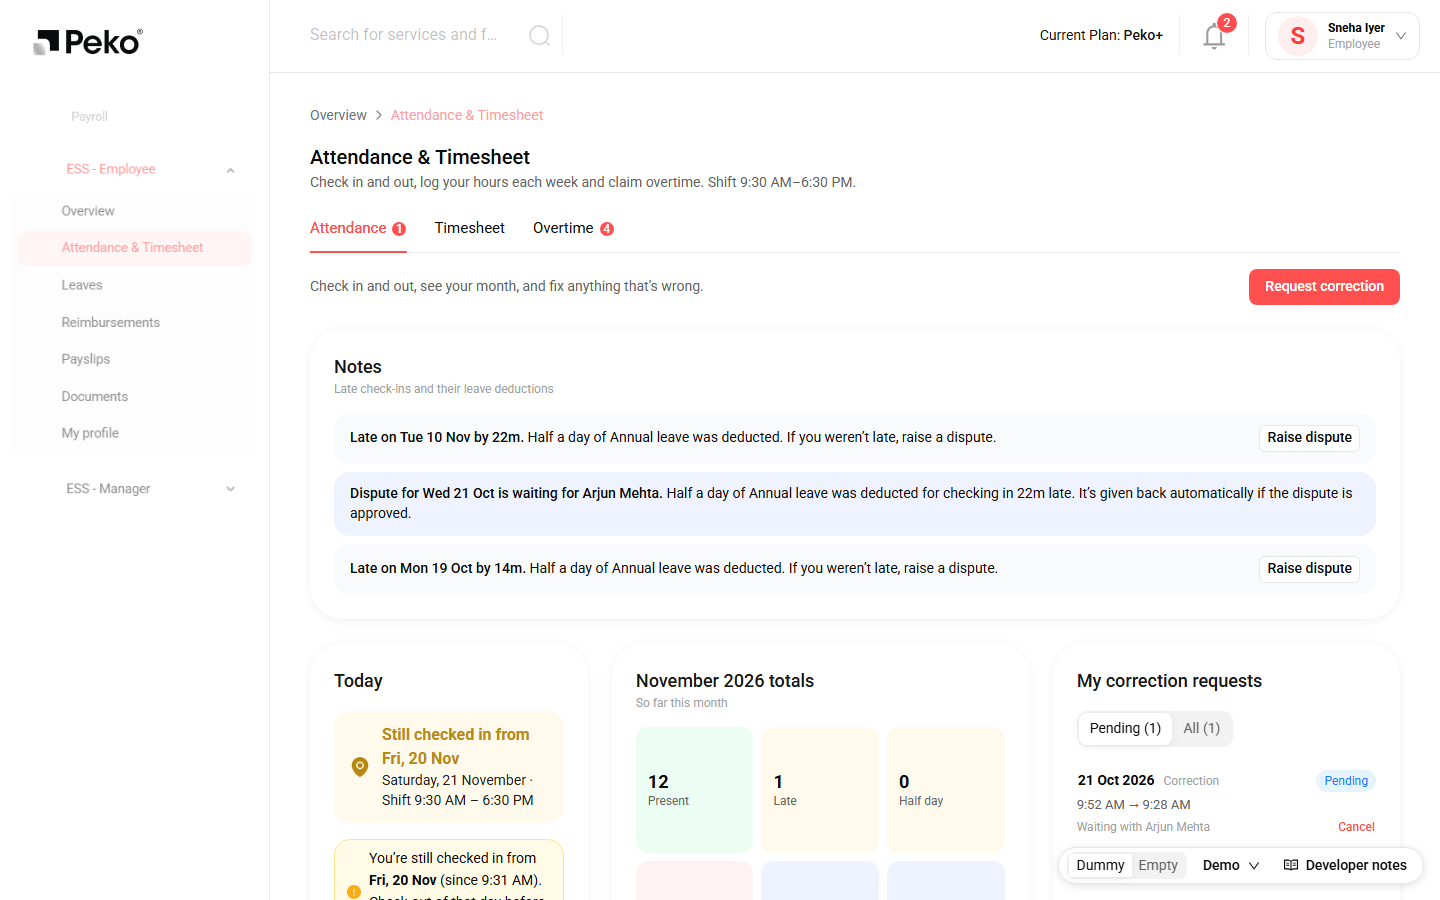 Peko®
Search for services and f...
Current Plan: Peko+
2
S
Sneha Iyer
Employee
Payroll
ESS - Employee
Overview
Attendance & Timesheet
Leaves
Reimbursements
Payslips
Documents
My profile
ESS - Manager
Overview > Attendance & Timesheet
Attendance & Timesheet
Check in and out, log your hours each week and claim overtime. Shift 9:30 AM–6:30 PM.
Attendance 1 Timesheet Overtime 4
Check in and out, see your month, and fix anything that's wrong.
Request correction
Notes
Late check-ins and their leave deductions
Late on Tue 10 Nov by 22m. Half a day of Annual leave was deducted. If you weren't late, raise a dispute.
Raise dispute
Dispute for Wed 21 Oct is waiting for Arjun Mehta. Half a day of Annual leave was deducted for checking in 22m late. It's given back automatically if the dispute is
approved.
Late on Mon 19 Oct by 14m. Half a day of Annual leave was deducted. If you weren't late, raise a dispute.
Raise dispute
Today
Still checked in from
Fri, 20 Nov
Saturday, 21 November ·
Shift 9:30 AM – 6:30 PM
You're still checked in from
Fri, 20 Nov (since 9:31 AM).
Check out of that day before
November 2026 totals
So far this month
12
Present
1
Late
0
Half day
My correction requests
Pending (1) All (1)
21 Oct 2026 Correction
Pending
9:52 AM → 9:28 AM
Waiting with Arjun Mehta
Cancel
Dummy Empty Demo Developer notes